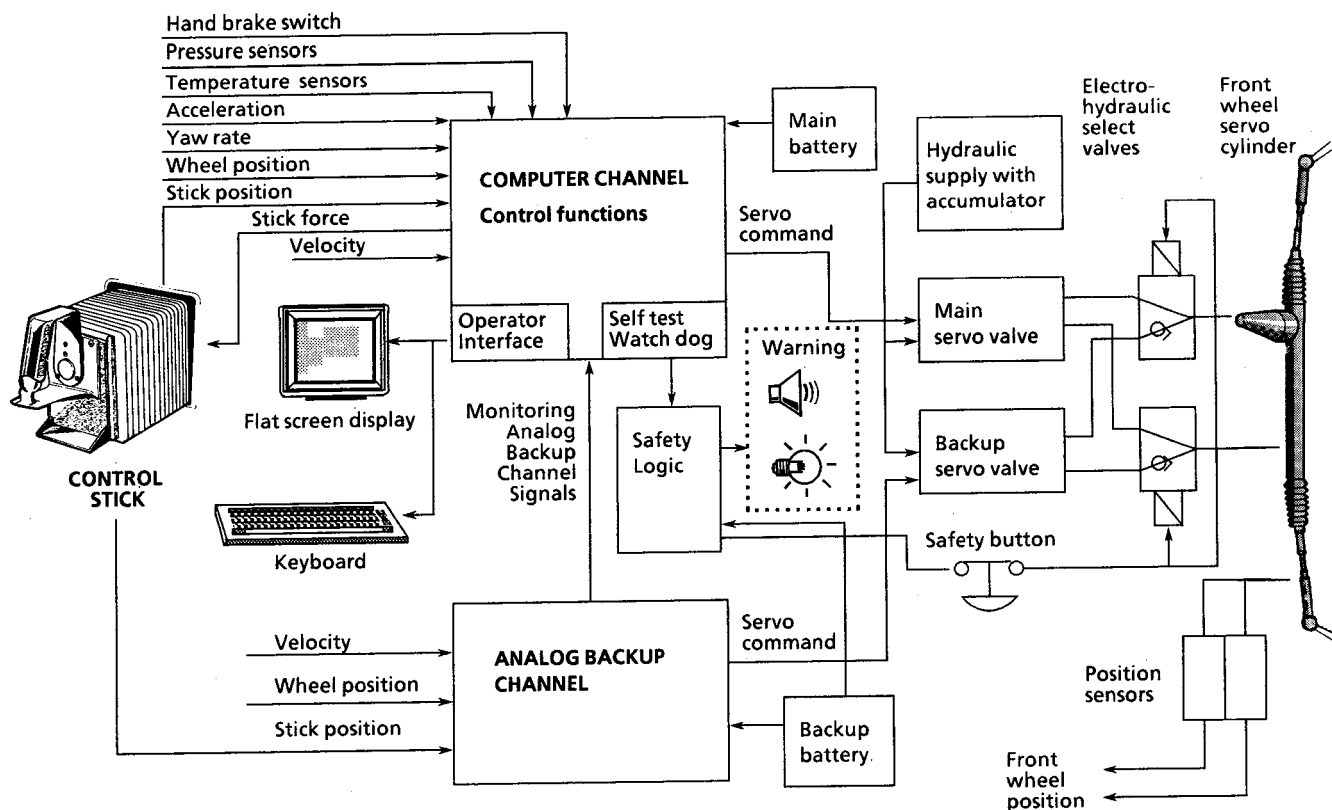 Hand brake switch
Pressure sensors
Temperature sensors
Acceleration
Yaw rate
Wheel position
Stick position
Stick force
Velocity
COMPUTER CHANNEL
Control functions
Operator
Interface
Self test
Watch dog
Main
battery
Servo
command
Hydraulic
supply with
accumulator
Electro-
hydraulic
select
valves
Front
wheel
servo
cylinder
Main
servo valve
Backup
servo valve
Warning
Safety
Logic
Flat screen display
Monitoring
Analog
Backup
Channel
Signals
CONTROL
STICK
Keyboard
Safety button
Velocity
Wheel position
Stick position
ANALOG BACKUP
CHANNEL
Servo
command
Backup
battery.
Position
sensors
Front
wheel
position